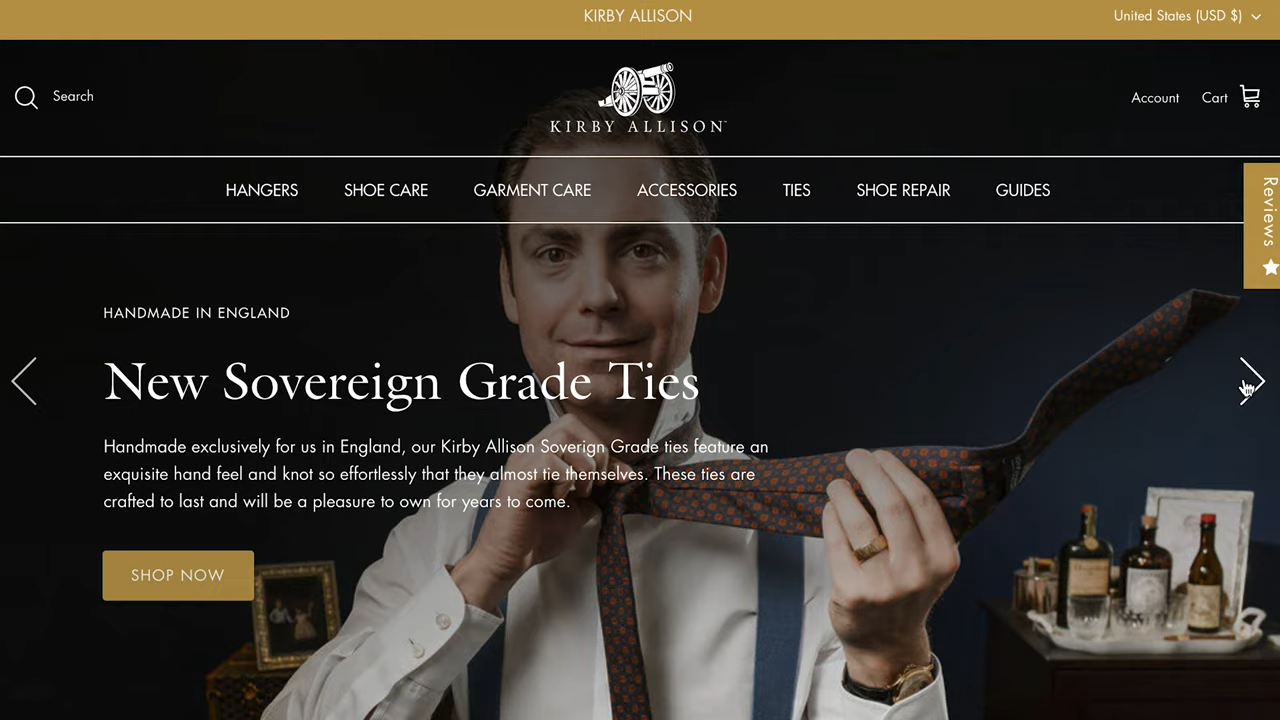 KIRBY ALLISON
United States (USD $)
Search
KIRBY ALLISON
Account
Cart
HANGERS
SHOE CARE
GARMENT CARE
ACCESSORIES
TIES
SHOE REPAIR
GUIDES
Reviews
HANDMADE IN ENGLAND
New Sovereign Grade Ties
Handmade exclusively for us in England, our Kirby Allison Soverign Grade ties feature an
exquisite hand feel and knot so effortlessly that they almost tie themselves. These ties are
crafted to last and will be a pleasure to own for years to come.
SHOP NOW